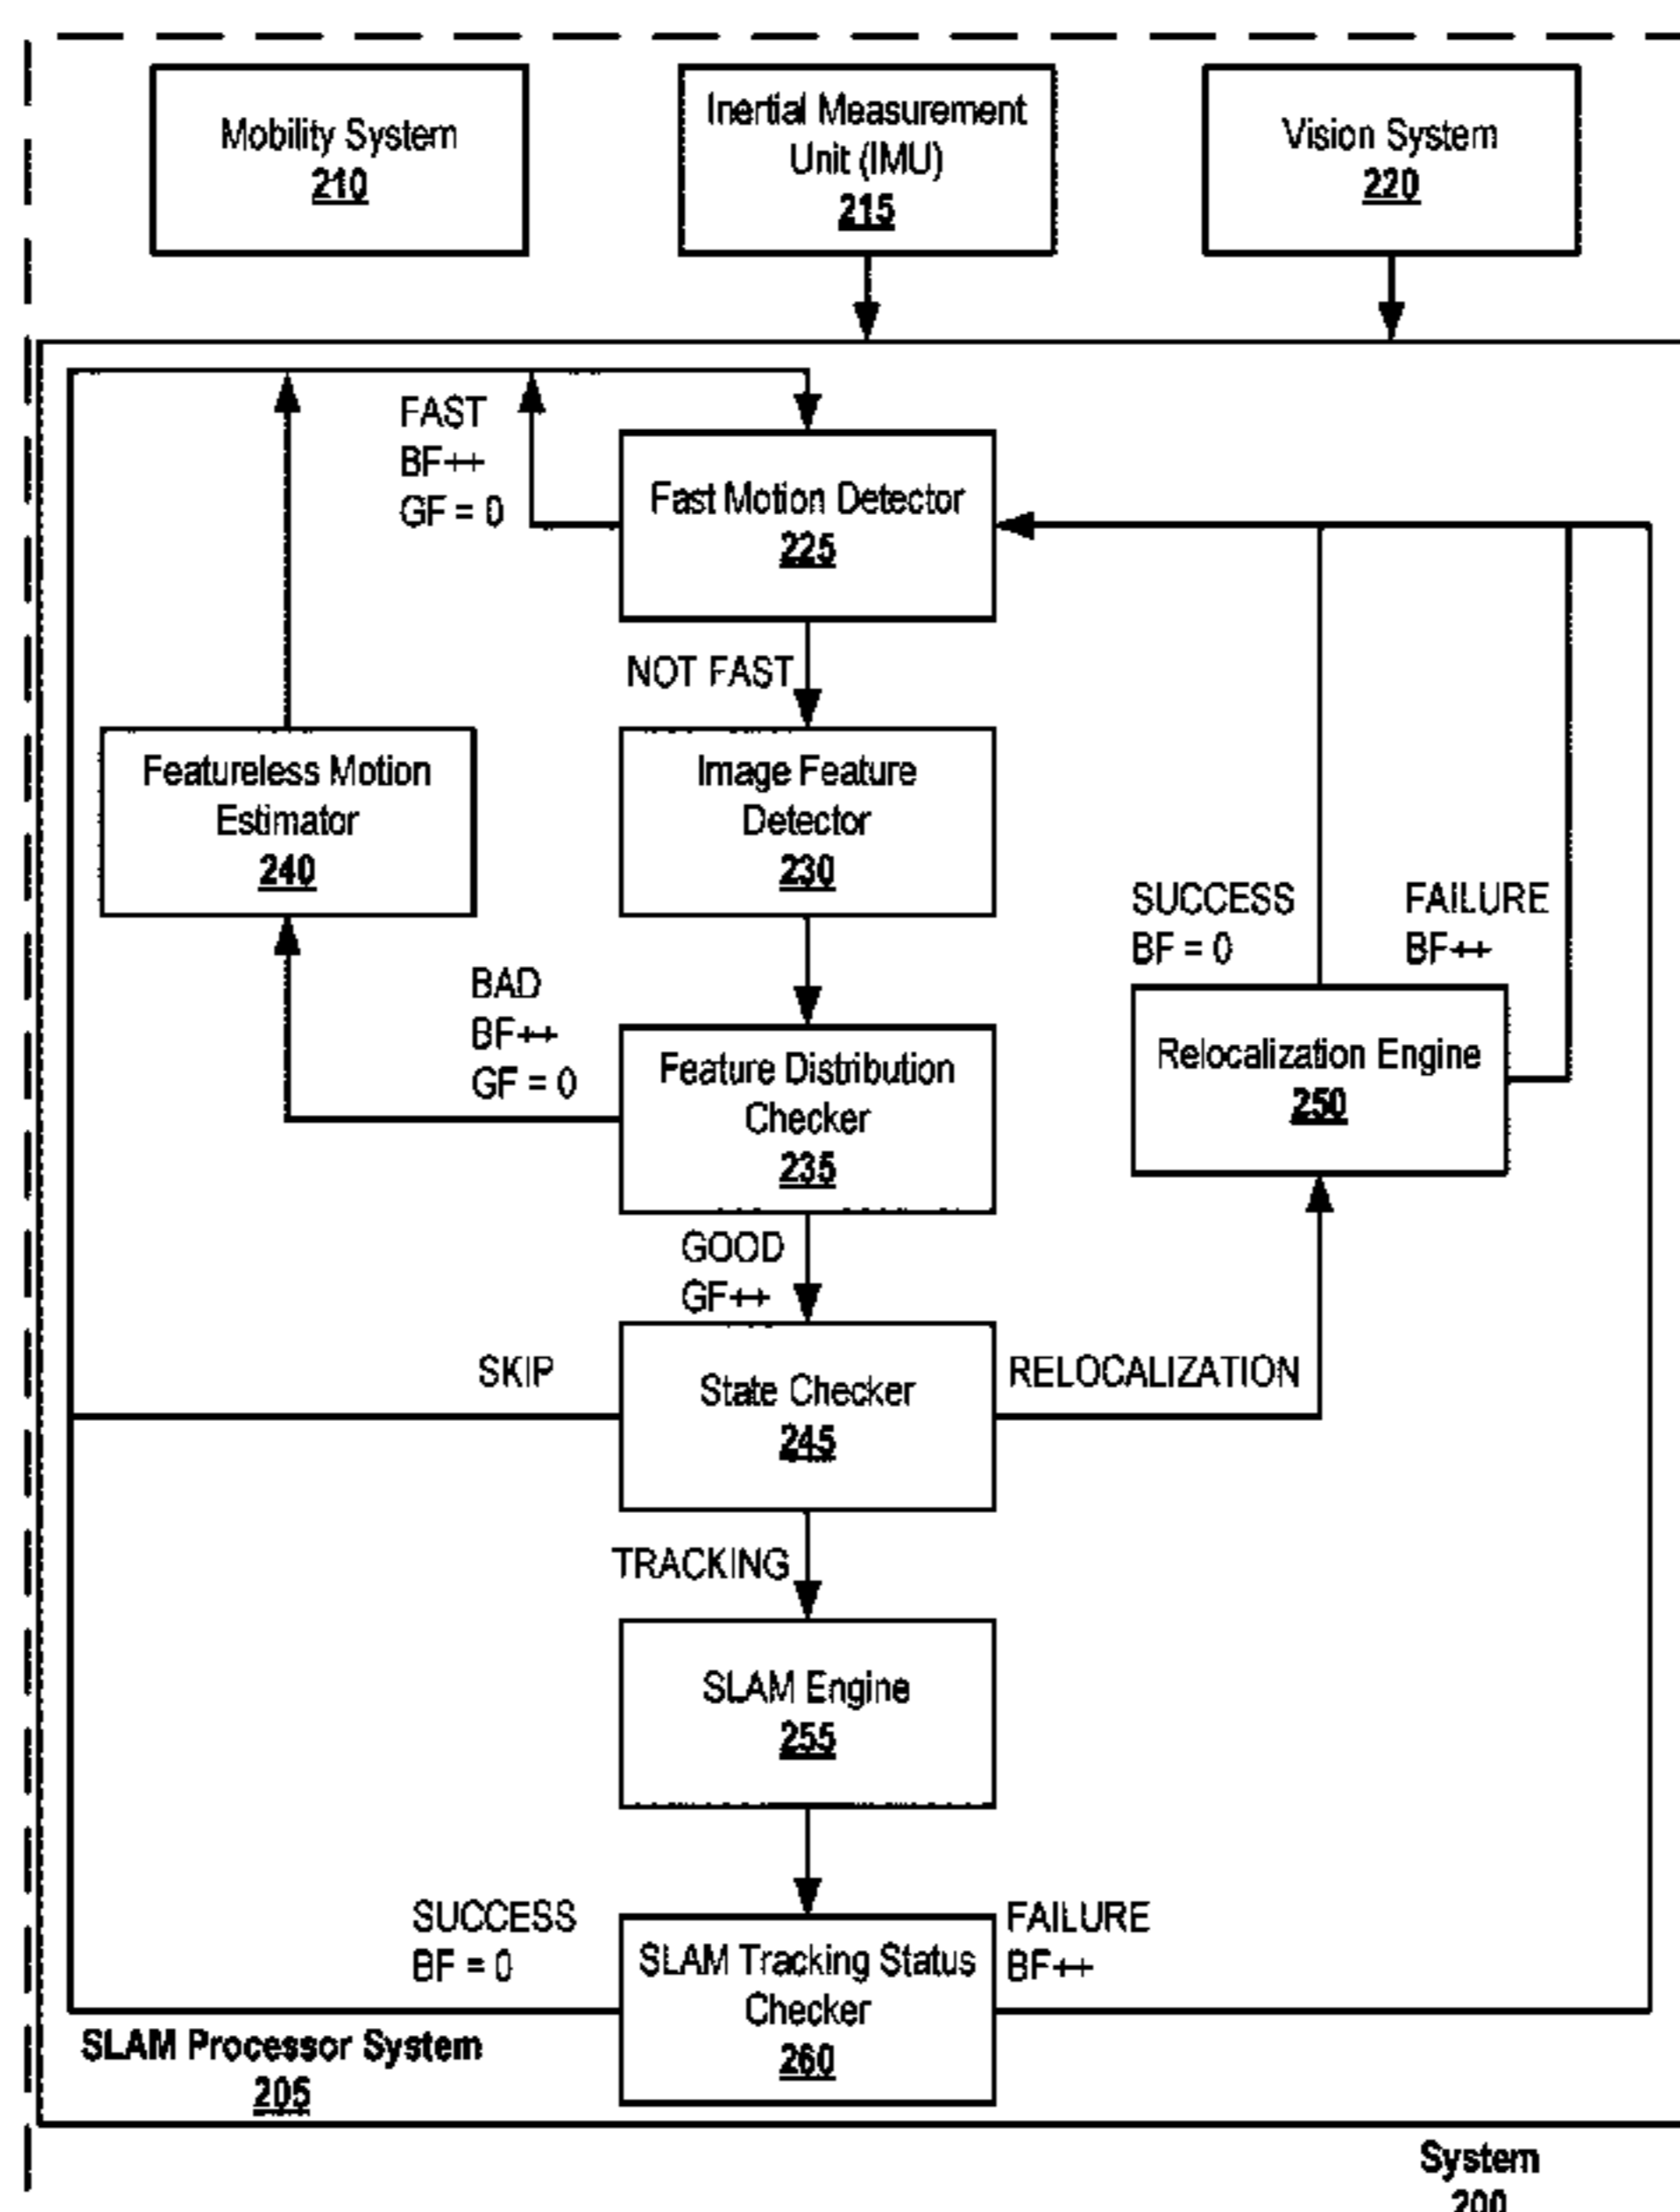 Mobility System
210
Inertial Measurement
Unit (IMU)
215
Vision System
220
FAST
BF++
GF = 0
Fast Motion Detector
225
NOT FAST
Featureless Motion
Estimator
240
Image Feature
Detector
230
SUCCESS
BF = 0
FAILURE
BF++
BAD
BF++
GF = 0
Feature Distribution
Checker
235
Relocalization Engine
250
GOOD
GF++
SKIP
State Checker
245
RELOCALIZATION
TRACKING
SLAM Engine
255
SUCCESS
BF = 0
SLAM Tracking Status
Checker
260
FAILURE
BF++
SLAM Processor System
205
System
200